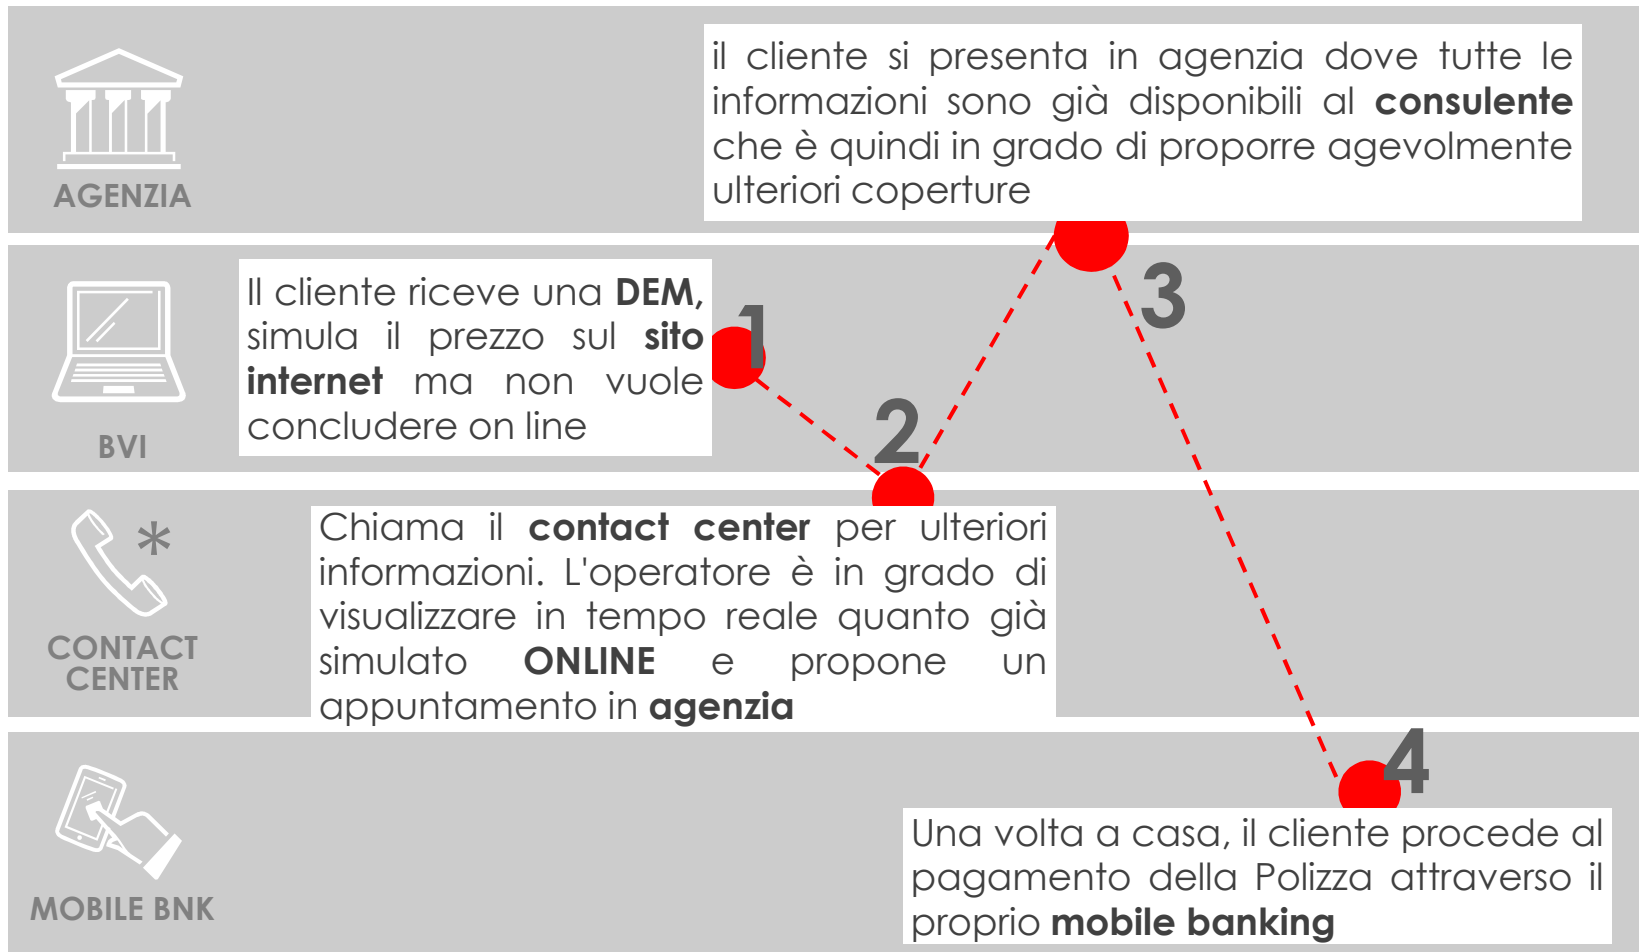 il cliente si presenta in agenzia dove tutte le
informazioni sono già disponibili al consulente
che è quindi in grado di proporre agevolmente
ulteriori coperture
AGENZIA
3
Il cliente riceve una DEM,
simula il prezzo sul sito
internet ma non vuole
concludere on line
1
2
BVI
*
Chiama il contact center per ulteriori
informazioni. L'operatore è in grado di
visualizzare in tempo reale quanto già
simulato ONLINE e propone un
appuntamento in agenzia
CONTACT
CENTER
4
Una volta a casa, il cliente procede al
pagamento della Polizza attraverso il
proprio mobile banking
MOBILE BNK